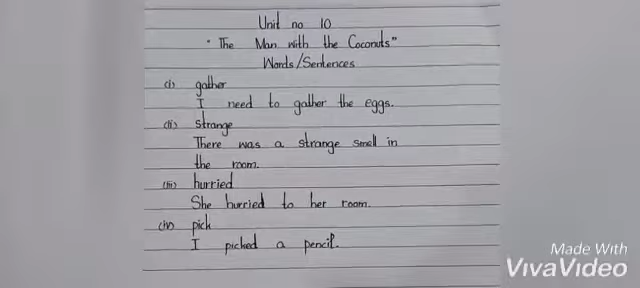 Unit no 10
"The Man with the Coconuts"
Words/Sentences
(i) gather
I need to gather the eggs.
(ii) strange
There was a strange smell in
the room.
(iii) hurried
She hurried to her room.
(iv) pick
I picked a pencil.
Made With
VivaVideo